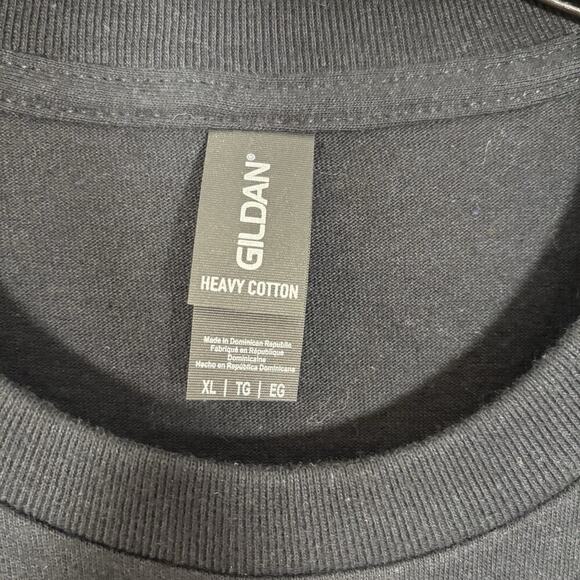 GILDAN®
HEAVY COTTON
Made in Dominican Republic
Fabriqué en République
Dominicaine
Hecho en República Dominicana
XL | TG | EG